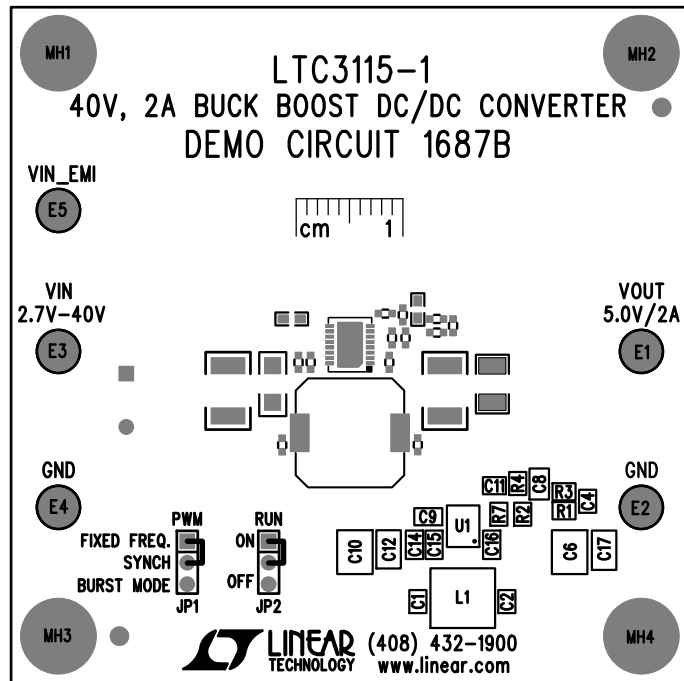 MH1
MH2
LTC3115-1
40V, 2A BUCK BOOST DC/DC CONVERTER
DEMO CIRCUIT 1687B
VIN_EMI
E5
cm 1
VIN
2.7V-40V
E3
VOUT
5.0V/2A
E1
GND
E4
GND
E2
PWM
FIXED FREQ.
SYNCH
BURST MODE
JP1
RUN
ON
OFF
JP2
C11 R4 C8 R3 C4
R7 R2 R1
C9 U1
C10 C12 C14 C15 C16 C6 C17
C1 L1 C2
MH3
MH4
LINEAR
TECHNOLOGY
(408) 432-1900
www.linear.com